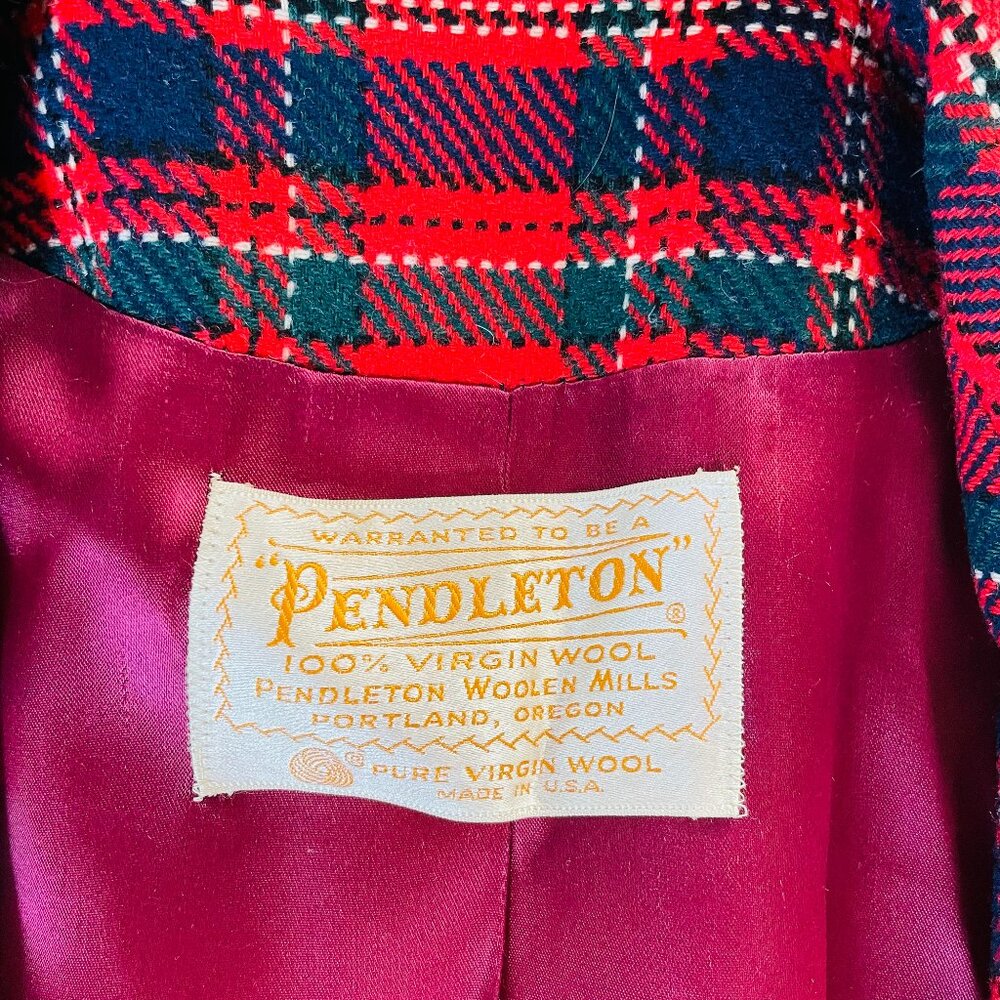 WARRANTED TO BE A
"PENDLETON"®
100% VIRGIN WOOL
PENDLETON WOOLEN MILLS
PORTLAND, OREGON
® PURE VIRGIN WOOL
MADE IN U.S.A.